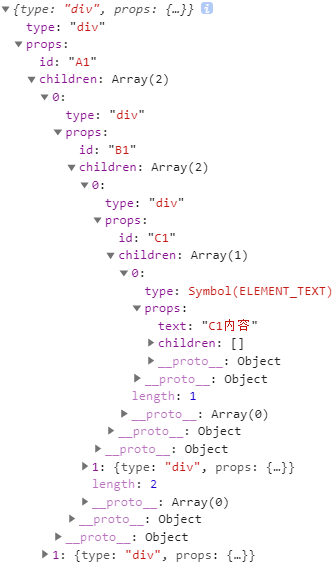 {type: "div", props: {…}} i
type: "div"
props:
id: "A1"
children: Array(2)
0:
type: "div"
props:
id: "B1"
children: Array(2)
0:
type: "div"
props:
id: "C1"
children: Array(1)
0:
type: Symbol(ELEMENT_TEXT)
props:
text: "C1内容"
children: []
__proto__: Object
__proto__: Object
length: 1
__proto__: Array(0)
__proto__: Object
__proto__: Object
1: {type: "div", props: {…}}
length: 2
__proto__: Array(0)
__proto__: Object
__proto__: Object
1: {type: "div", props: {…}}